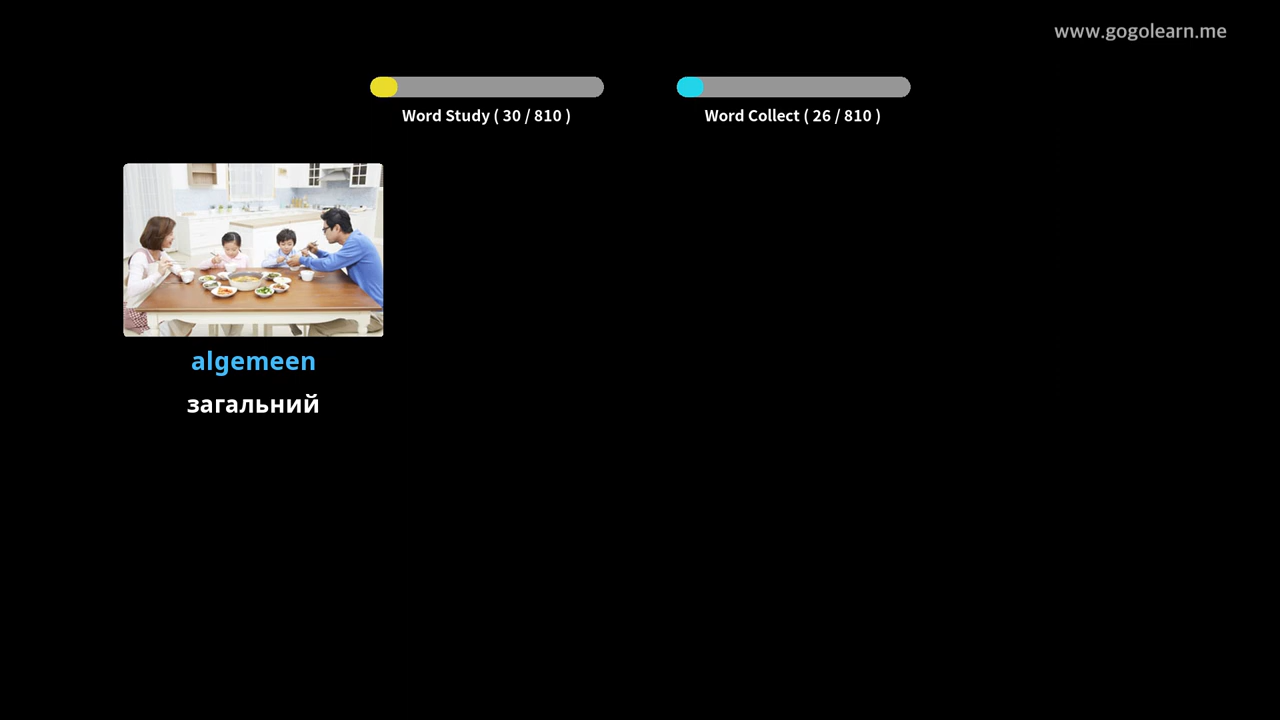 www.gogolearn.me
Word Study ( 30 / 810 )
Word Collect ( 26 / 810 )
algemeen
загальний